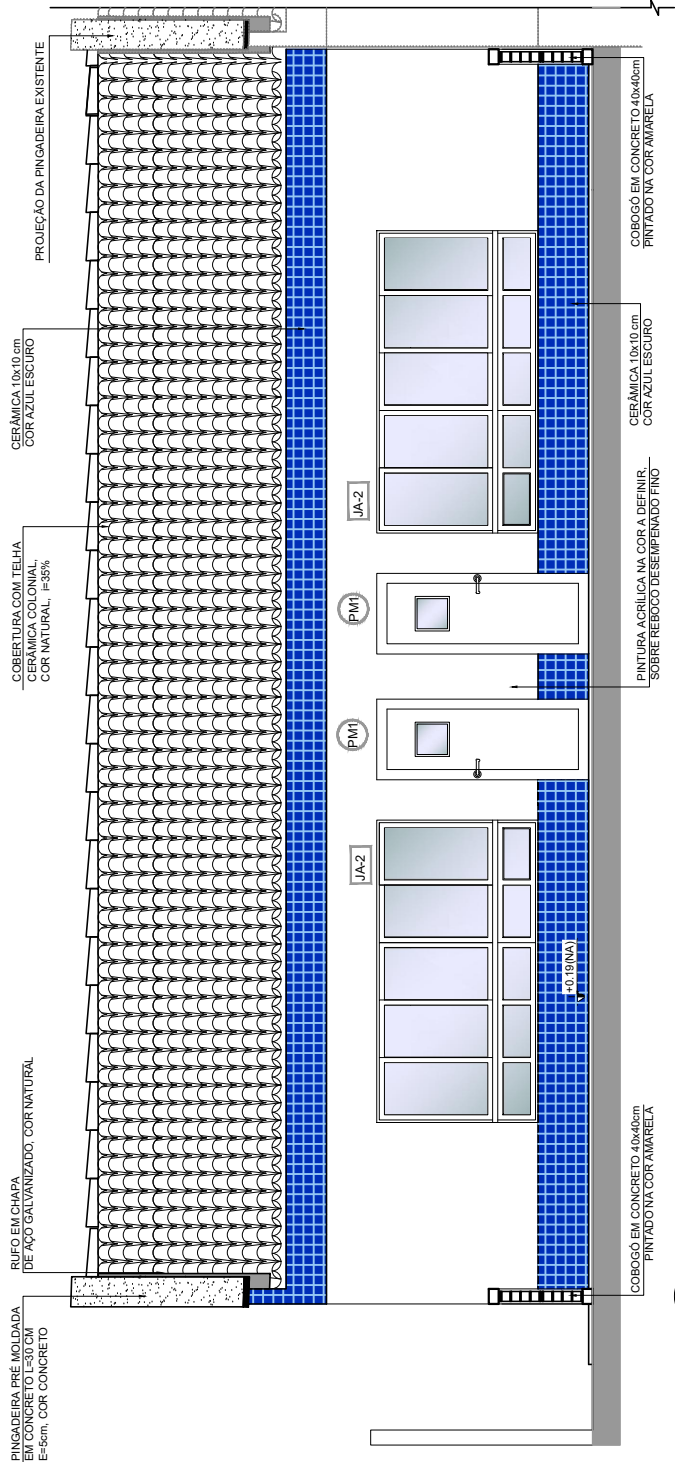 PINGADEIRA PRÉ MOLDADA
EM CONCRETO L=30 CM
E=5cm, COR CONCRETO
RUFO EM CHAPA
DE AÇO GALVANIZADO, COR NATURAL
COBERTURA COM TELHA
CERÂMICA COLONIAL,
COR NATURAL, i=35%
CERÂMICA 10x10 cm
COR AZUL ESCURO
PROJEÇÃO DA PINGADEIRA EXISTENTE
JA-2
PM1
PM1
JA-2
+0.19(NA)
COBOGÓ EM CONCRETO 40x40cm
PINTADO NA COR AMARELA
PINTURA ACRÍLICA NA COR A DEFINIR,
SOBRE REBOCO DESEMPENADO FINO
CERÂMICA 10x10 cm
COR AZUL ESCURO
COBOGÓ EM CONCRETO 40x40cm
PINTADO NA COR AMARELA